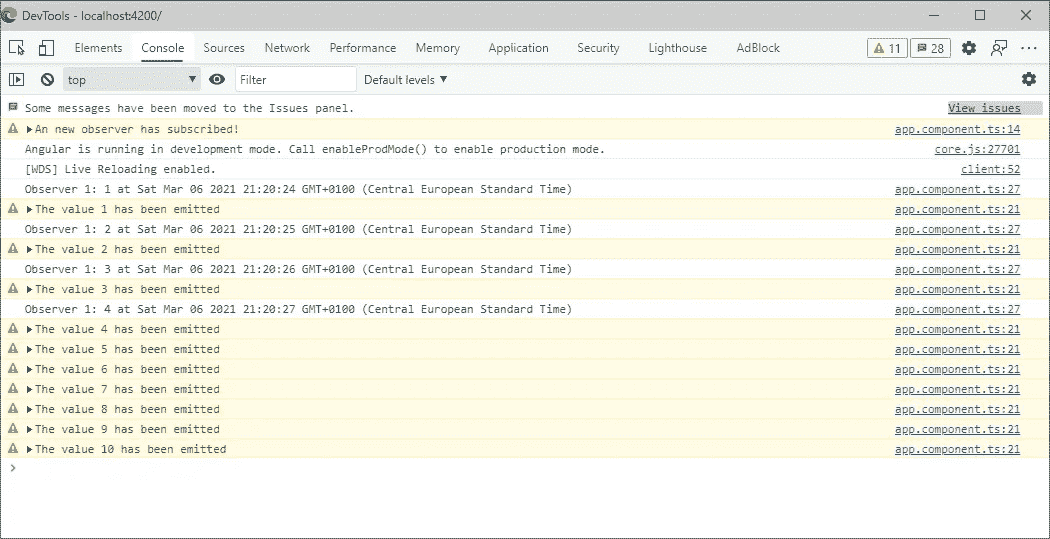 DevTools - localhost:4200/
Elements Console Sources Network Performance Memory Application Security Lighthouse AdBlock 11 28
top Filter Default levels
Some messages have been moved to the Issues panel. View issues
An new observer has subscribed! app.component.ts:14
Angular is running in development mode. Call enableProdMode() to enable production mode. core.js:27701
[WDS] Live Reloading enabled. client:52
Observer 1: 1 at Sat Mar 06 2021 21:20:24 GMT+0100 (Central European Standard Time) app.component.ts:27
The value 1 has been emitted app.component.ts:21
Observer 1: 2 at Sat Mar 06 2021 21:20:25 GMT+0100 (Central European Standard Time) app.component.ts:27
The value 2 has been emitted app.component.ts:21
Observer 1: 3 at Sat Mar 06 2021 21:20:26 GMT+0100 (Central European Standard Time) app.component.ts:27
The value 3 has been emitted app.component.ts:21
Observer 1: 4 at Sat Mar 06 2021 21:20:27 GMT+0100 (Central European Standard Time) app.component.ts:27
The value 4 has been emitted app.component.ts:21
The value 5 has been emitted app.component.ts:21
The value 6 has been emitted app.component.ts:21
The value 7 has been emitted app.component.ts:21
The value 8 has been emitted app.component.ts:21
The value 9 has been emitted app.component.ts:21
The value 10 has been emitted app.component.ts:21